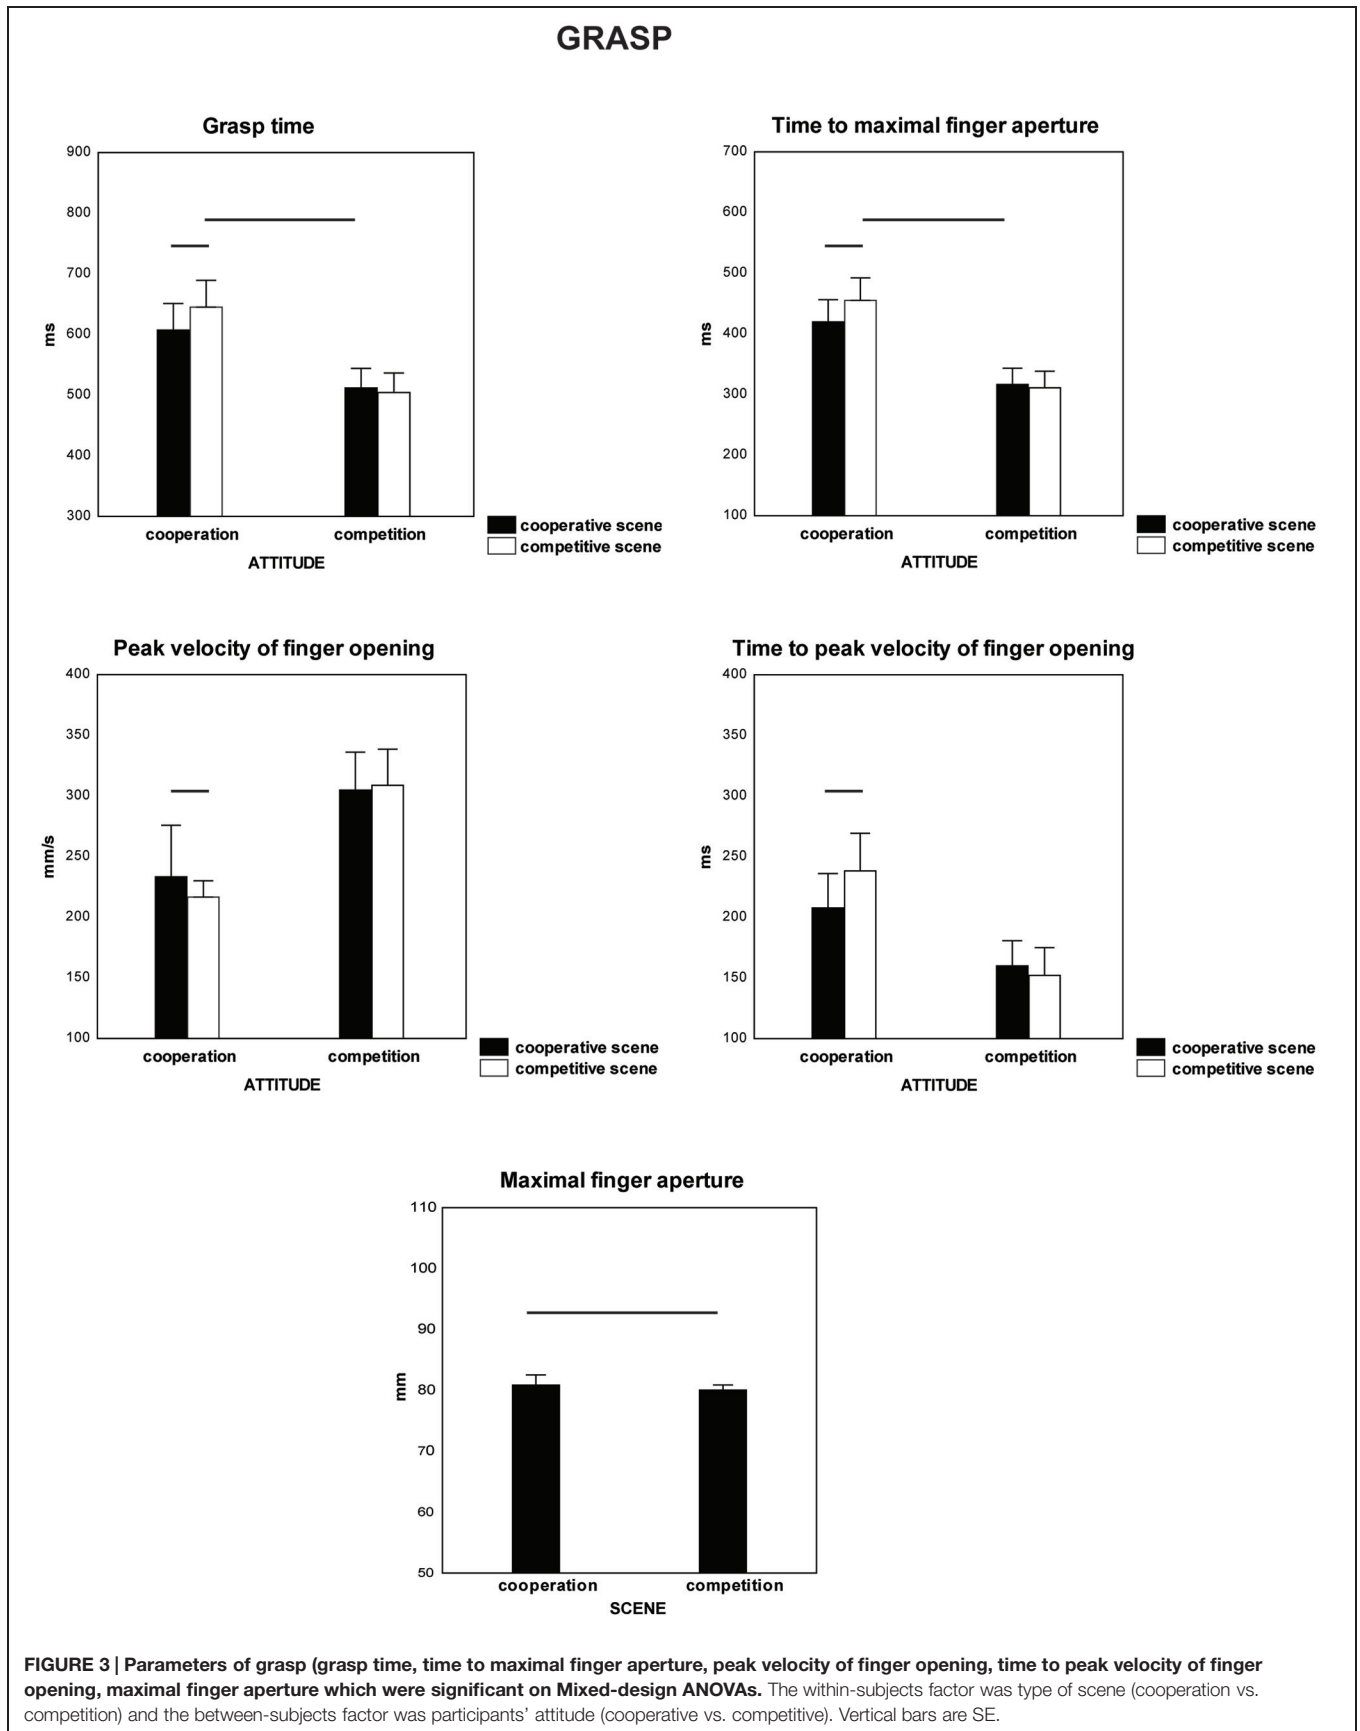 GRASP
Grasp time
900
800
700
600
500
400
300
ms
cooperation competition
ATTITUDE
cooperative scene
competitive scene
Time to maximal finger aperture
700
600
500
400
300
200
100
ms
cooperation competition
ATTITUDE
cooperative scene
competitive scene
Peak velocity of finger opening
400
350
300
250
200
150
100
mm/s
cooperation competition
ATTITUDE
cooperative scene
competitive scene
Time to peak velocity of finger opening
400
350
300
250
200
150
100
ms
cooperation competition
ATTITUDE
cooperative scene
competitive scene
Maximal finger aperture
110
100
90
80
70
60
50
mm
cooperation competition
SCENE
FIGURE 3 | Parameters of grasp (grasp time, time to maximal finger aperture, peak velocity of finger opening, time to peak velocity of finger
opening, maximal finger aperture which were significant on Mixed-design ANOVAs. The within-subjects factor was type of scene (cooperation vs.
competition) and the between-subjects factor was participants' attitude (cooperative vs. competitive). Vertical bars are SE.